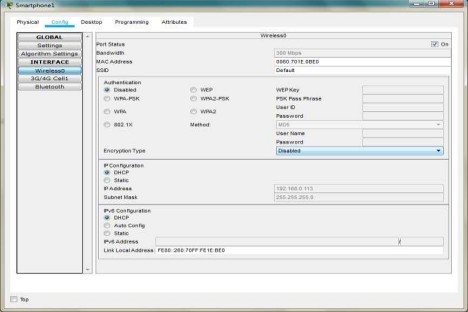 Smartphone1
Physical Config Desktop Programming Attributes
GLOBAL
Settings
Algorithm Settings
INTERFACE
Wireless0
3G/4G Cell1
Bluetooth
Wireless0
Port Status On
Bandwidth 300 Mbps
MAC Address 0060.701E.0BE0
SSID Default
Authentication
Disabled WEP WEP Key
WPA-PSK WPA2-PSK PSK Pass Phrase
User ID
WPA WPA2 Password
802.1X Method MD5
User Name
Password
Encryption Type Disabled
IP Configuration
DHCP
Static
IP Address 192.168.0.113
Subnet Mask 255.255.255.0
IPv6 Configuration
DHCP
Auto Config
Static
IPv6 Address /
Link Local Address: FE80::260:70FF:FE1E:BE0
Top